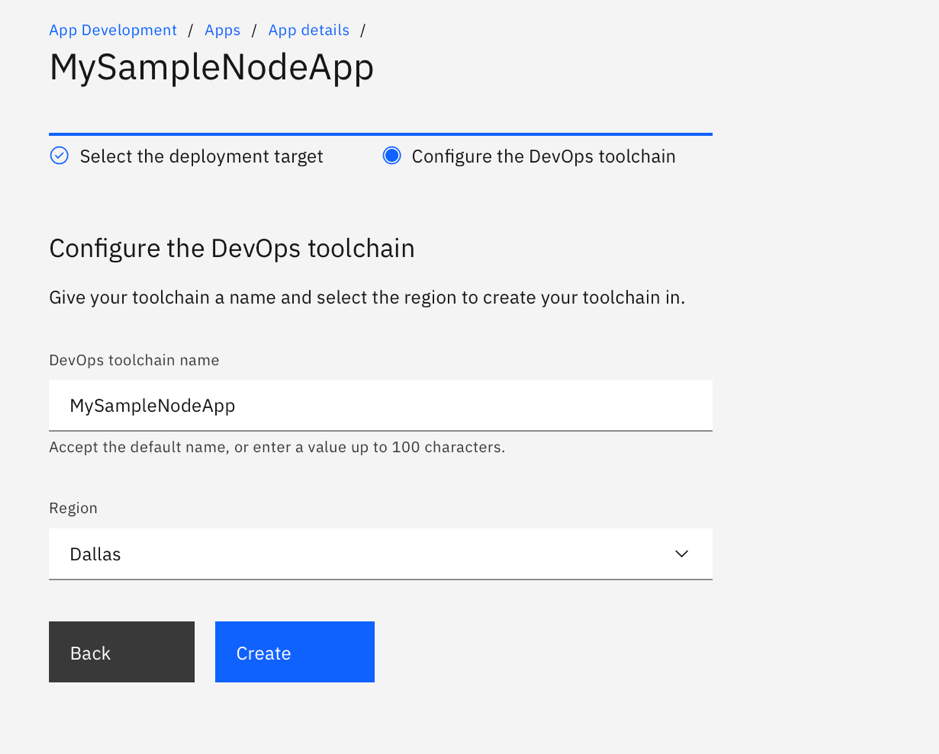 App Development / Apps / App details /
MySampleNodeApp
Select the deployment target Configure the DevOps toolchain
Configure the DevOps toolchain
Give your toolchain a name and select the region to create your toolchain in.
DevOps toolchain name
MySampleNodeApp
Accept the default name, or enter a value up to 100 characters.
Region
Dallas
Back Create